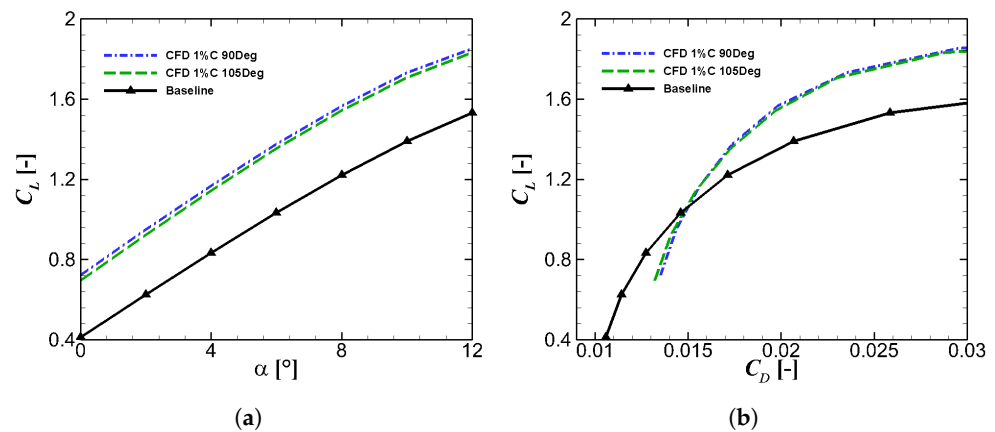 2
1.6
1.2
0.8
0.4
C_L [-]
CFD 1%C 90Deg
CFD 1%C 105Deg
Baseline
0 4 8 12
α [°]
(a)
2
1.6
1.2
0.8
0.4
C_L [-]
CFD 1%C 90Deg
CFD 1%C 105Deg
Baseline
0.01 0.015 0.02 0.025 0.03
C_D [-]
(b)